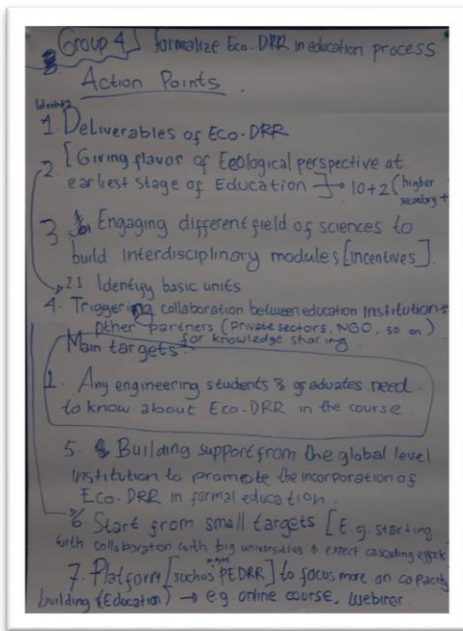 Group 4] formalize Eco-DRR in education process
Action Points.
Identify
1. Deliverables of Eco-DRR
2. [Giving flavor of Ecological perspective at
earliest stage of Education] → 10+2 (higher
secondary +
3 Engaging different field of sciences to
build interdisciplinary modules [incentives].
2.1 Identify basic units
4. Triggering collaboration between education institution +
other partners (private sectors, NGO, so on)
for knowledge sharing.
Main targets:
1. Any engineering students & graduates need
to know about Eco-DRR in the course
5. Building support from the global level
institution to promote the incorporation of
Eco-DRR in formal education.
6 Start from small targets [E.g. starting
with collaboration with big universities & expect cascading effect
7. Platform [such as PEDRR] to focus more on capacity
building (Education) → e.g. online course, webinar.